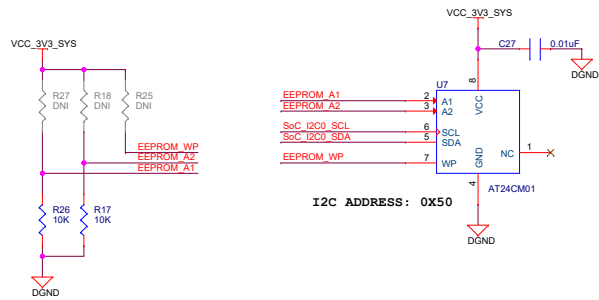 VCC_3V3_SYS
R27
DNI
R18
DNI
R25
DNI
EEPROM_WP
EEPROM_A2
EEPROM_A1
R26
10K
R17
10K
DGND
VCC_3V3_SYS
C27
0.01uF
DGND
U7
8
EEPROM_A1
2
A1
VCC
EEPROM_A2
3
A2
SoC_I2C0_SCL
6
SCL
SoC_I2C0_SDA
5
SDA
GND
NC
1
EEPROM_WP
7
WP
4
AT24CM01
I2C ADDRESS: 0X50
DGND